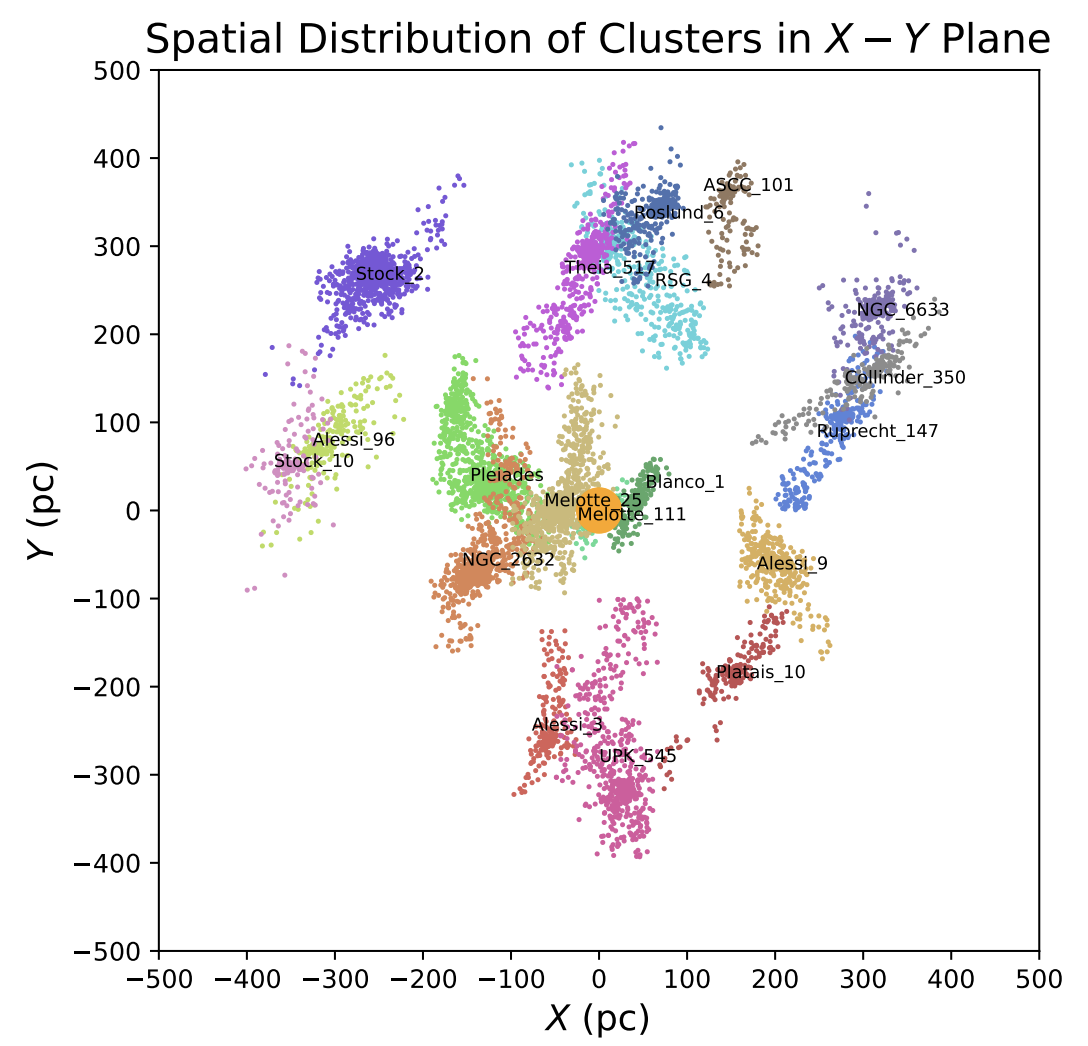 Spatial Distribution of Clusters in X − Y Plane
Y (pc)
500
400
300
200
100
0
−100
−200
−300
−400
−500
ASCC_101
Roslund_6
Theia_517
Stock_2
RSG_4
NGC_6633
Collinder_350
Ruprecht_147
Alessi_96
Stock_10
Pleiades
Blanco_1
Melotte_25
Melotte_111
NGC_2632
Alessi_9
Platais_10
Alessi_3
UPK_545
−500 −400 −300 −200 −100 0 100 200 300 400 500
X (pc)